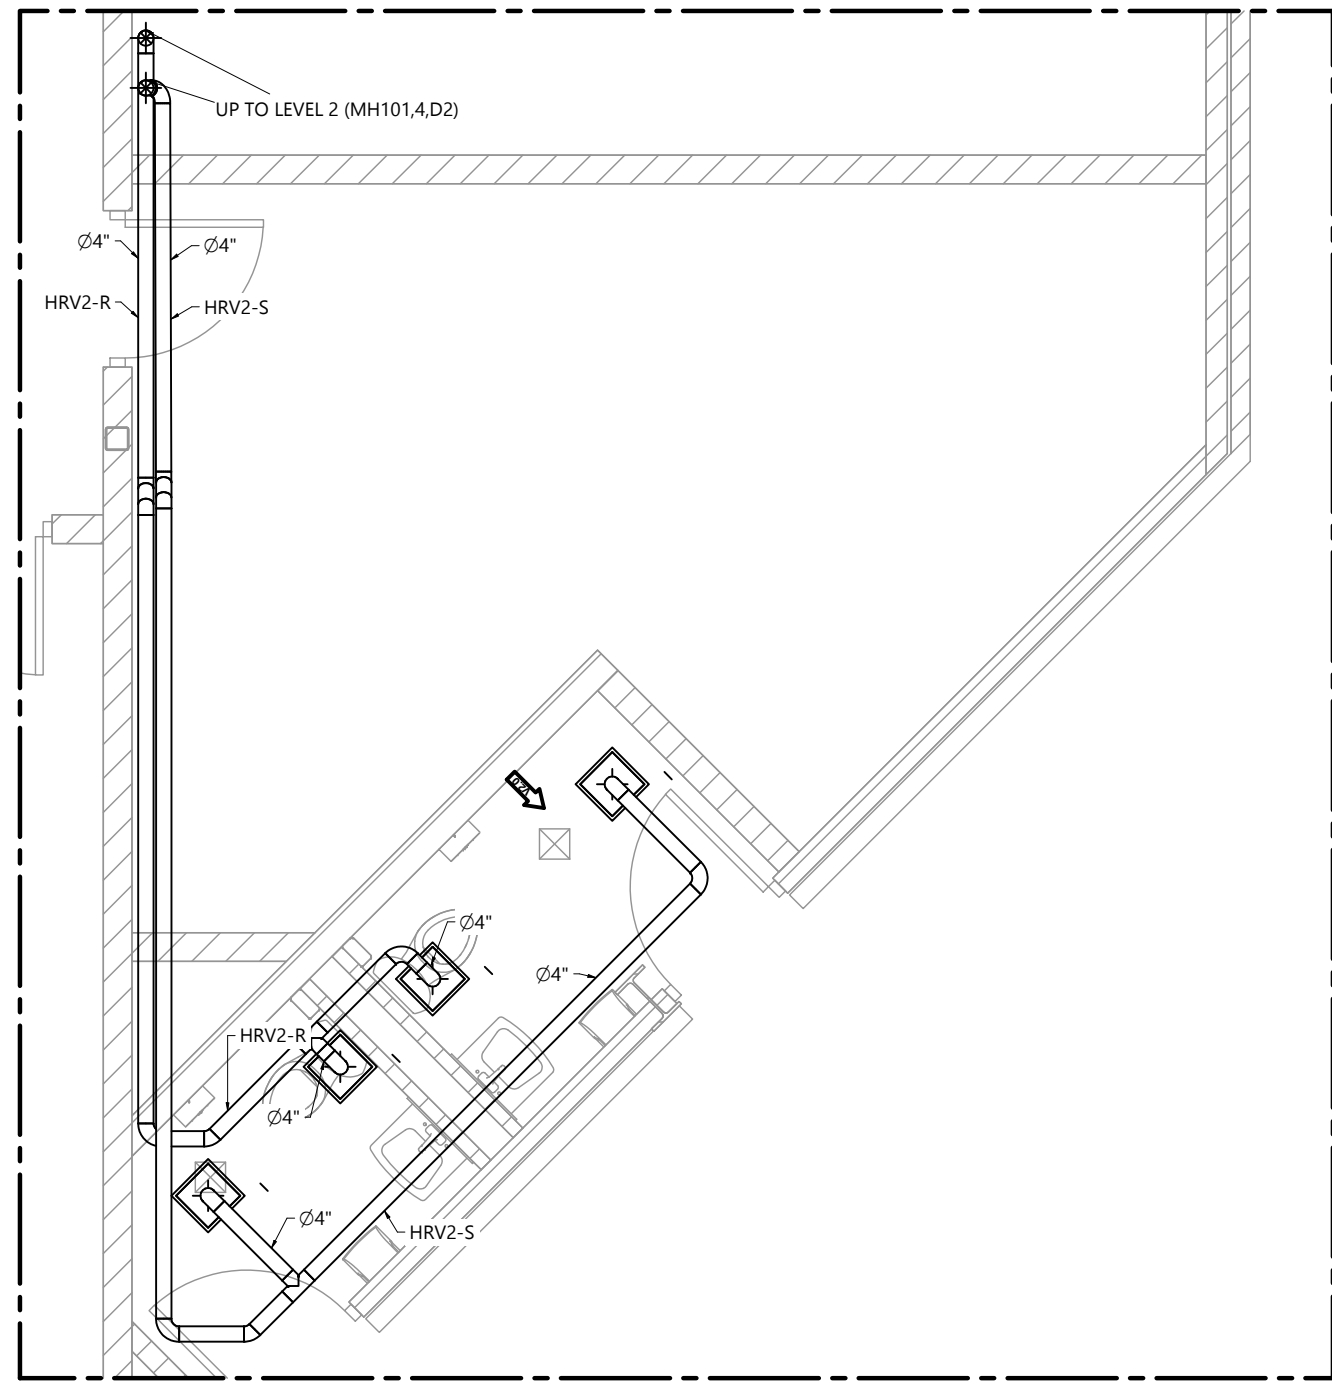 UP TO LEVEL 2 (MH101,4,D2)
Ø4" Ø4"
HRV2-R HRV2-S
Ø4"
Ø4"
HRV2-R
Ø4"
Ø4"
HRV2-S